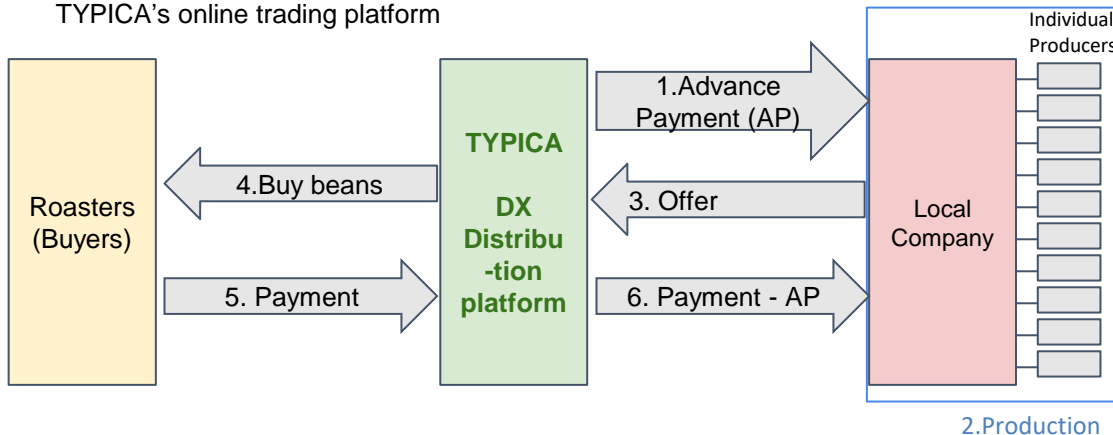 TYPICA's online trading platform
Individual
Producers
1.Advance
Payment (AP)
TYPICA
DX
Distribu
-tion
platform
4.Buy beans
3. Offer
Roasters
(Buyers)
Local
Company
5. Payment
6. Payment - AP
2.Production